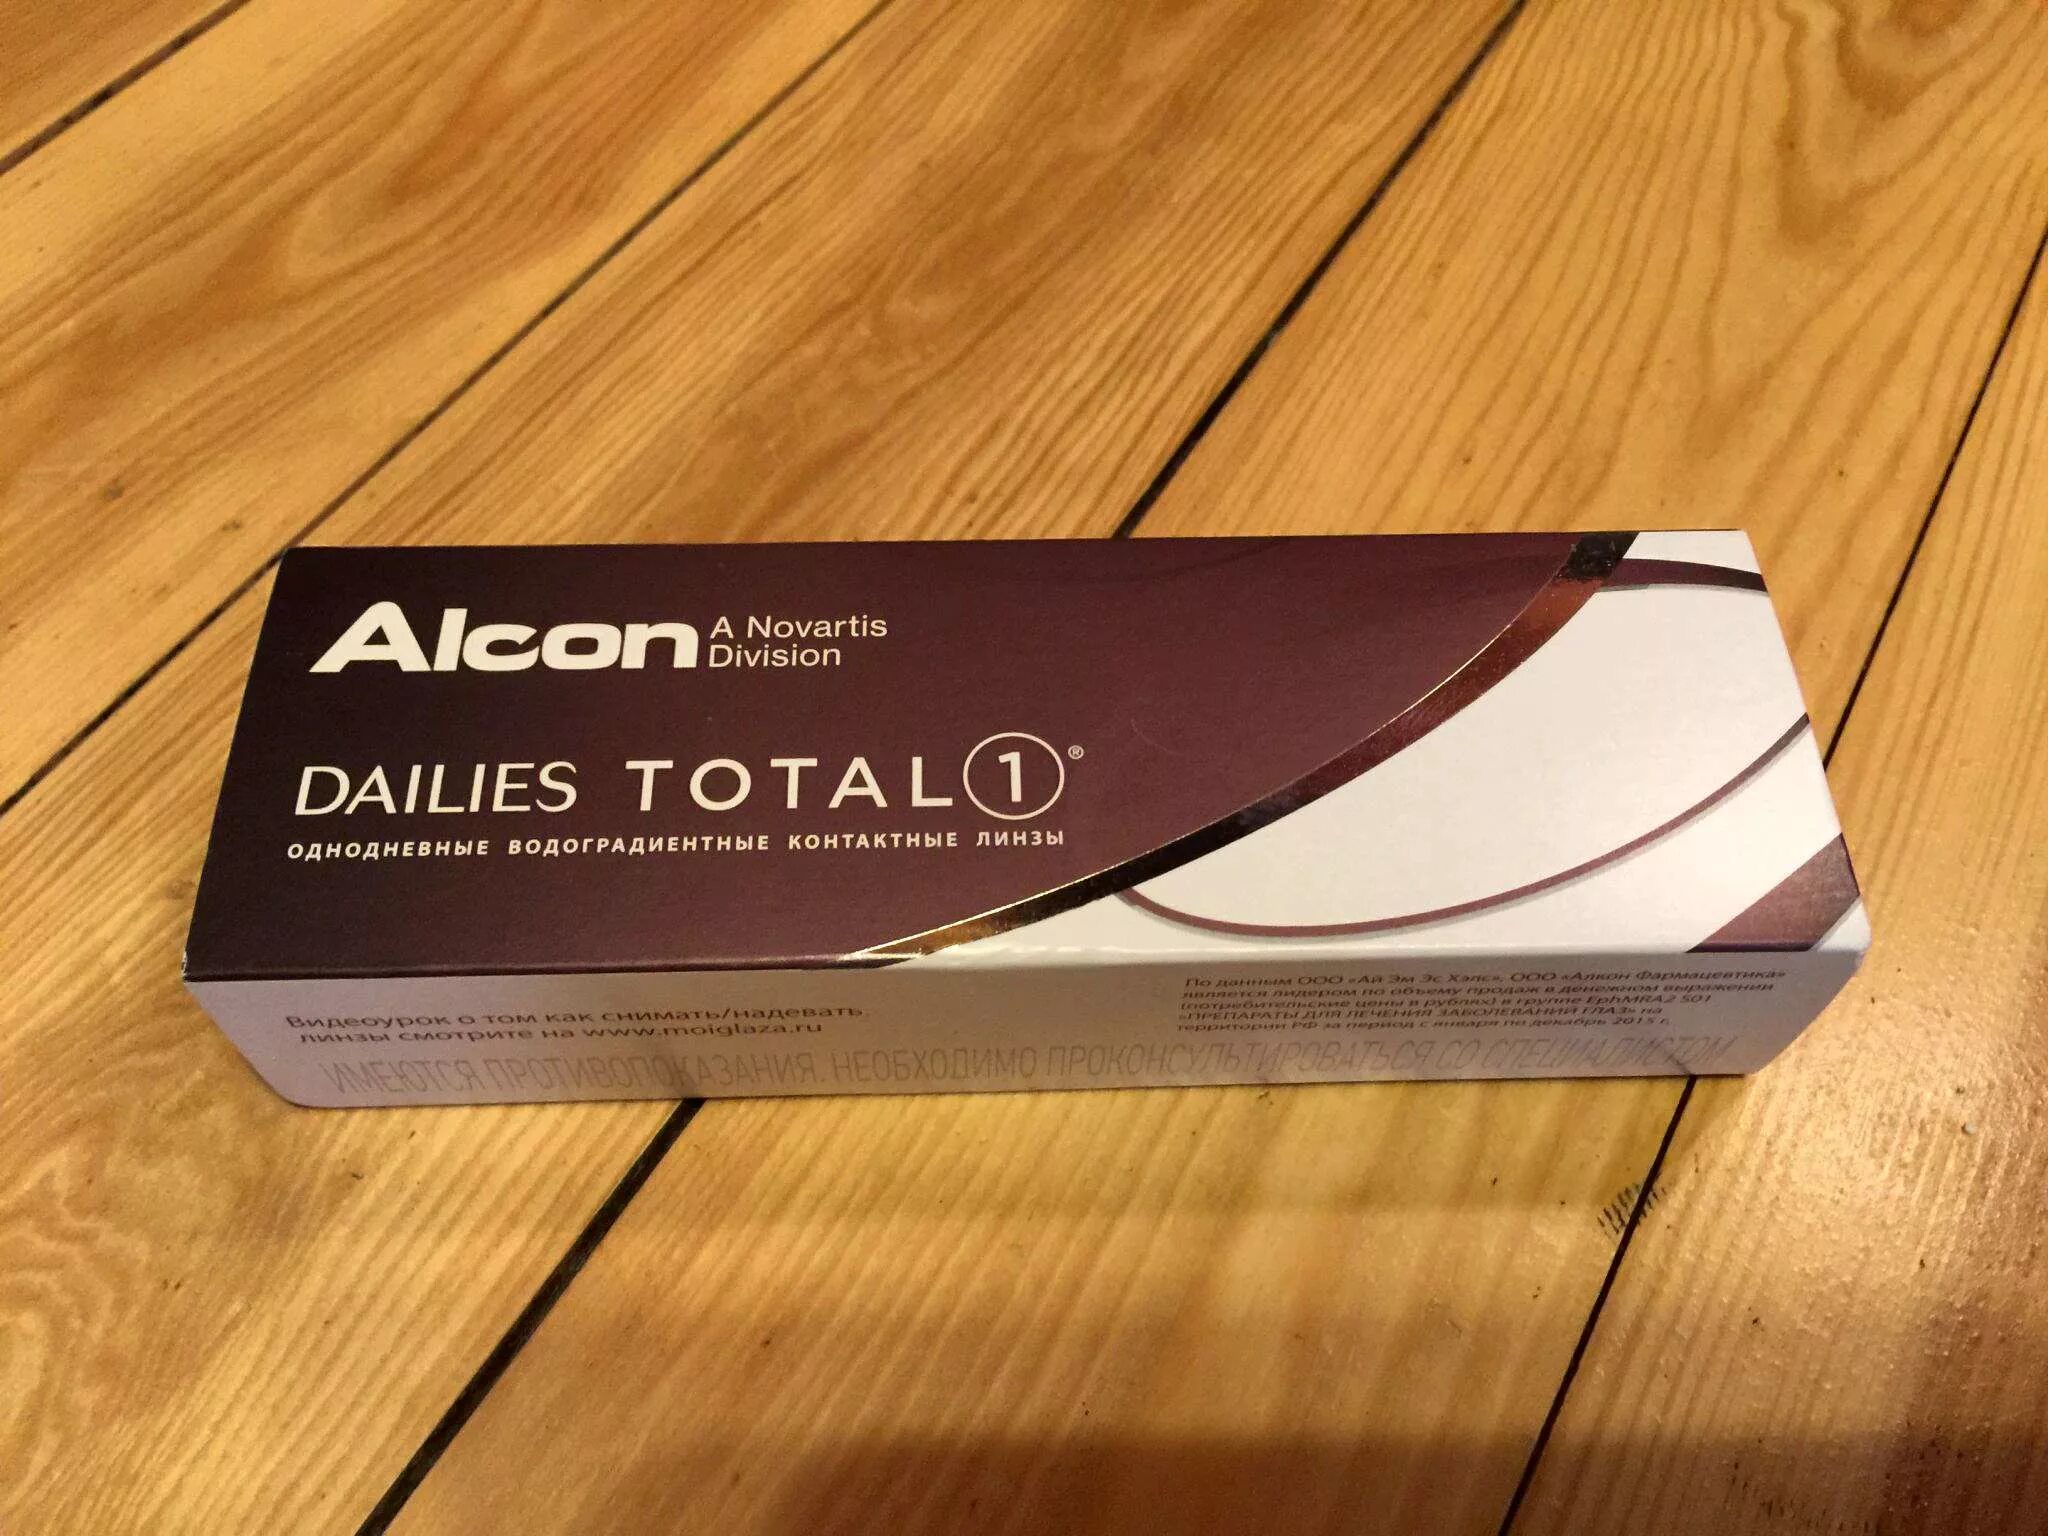 Alcon A Novartis
Division
DAILIES TOTAL 1®
ОДНОДНЕВНЫЕ ВОДОГРАДИЕНТНЫЕ КОНТАКТНЫЕ ЛИНЗЫ
Видеоурок о том как снимать/надевать
линзы смотрите на www.moiglaza.ru
По данным ООО «Ай Эм Эс Хэлс», ООО «Алкон Фармацевтика»
является лидером по объему продаж в денежном выражении
(потребительские цены в рублях) в группе EphMRA2 S01
«ПРЕПАРАТЫ ДЛЯ ЛЕЧЕНИЯ ЗАБОЛЕВАНИЙ ГЛАЗ» на
территории РФ за период с января по декабрь 2015 г.
ИМЕЮТСЯ ПРОТИВОПОКАЗАНИЯ. НЕОБХОДИМО ПРОКОНСУЛЬТИРОВАТЬСЯ СО СПЕЦИАЛИСТОМ